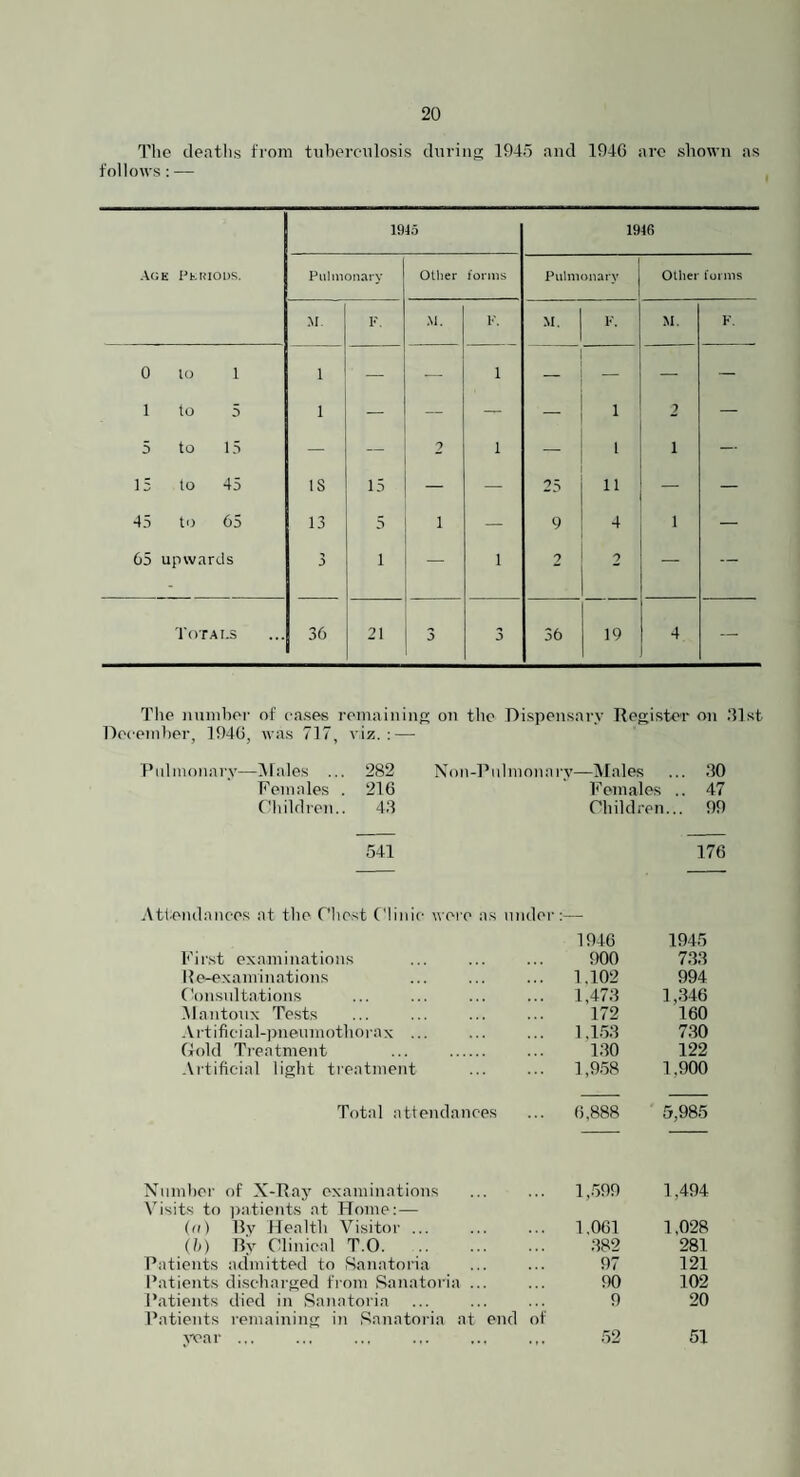 20
The deaths from tuberculosis during 1945 and 1946 are shown as
follows : —
1945 1946
AGE PERIODS. Pulmonary Other forms Pulmonary Other forms
M. F. M. F. M. F. M. F.
0 to 1 1 — — 1 — — — —
1 to 5 1 — — — — 1 2 —
5 to 15 — — 2 1 — 1 1 —
15 to 45 18 15 — — 25 11 — —
45 to 65 13 5 1 — 9 4 1 —
65 upwards 3 1 — 1 2 2 — —
TOTALS ... 36 21 3 3 36 19 4 —
The number of cases remaining on the Dispensary Register on 31st
December, 1946, was 717, viz. : —
Pulmonary—Males ... 282 Non-Pulmonary—Males ... 30
Females . 216 Females .. 47
Children.. 43 Children... 99
541 176
Attendances at the Chest Clinic were as under :—
1946 1945
First examinations ... ... ... 900 733
Re-examinations ... ... ... 1,102 994
Consultations ... ... ... ... 1,473 1,346
Mantoux Tests ... ... ... ... 172 160
Artificial-pneumothorax ... ... ... 1,153 730
Gold Treatment ... ...... ... 130 122
Artificial light treatment ... ... 1,958 1,900
Total attendances ... 6,888 5,985
Number of X-Ray examinations ... ... 1,599 1,494
Visits to patients at Home:—
(a) By Health Visitor ... ... ... 1,061 1,028
(b) By Clinical T.O. .. ... ... 382 281
Patients admitted to Sanatoria ... ... 97 121
Patients discharged from Sanatoria ... ... 90 102
Patients died in Sanatoria ... ... ... 9 20
Patients remaining in Sanatoria at end of
year ... ... ... ... ... ... 52 51